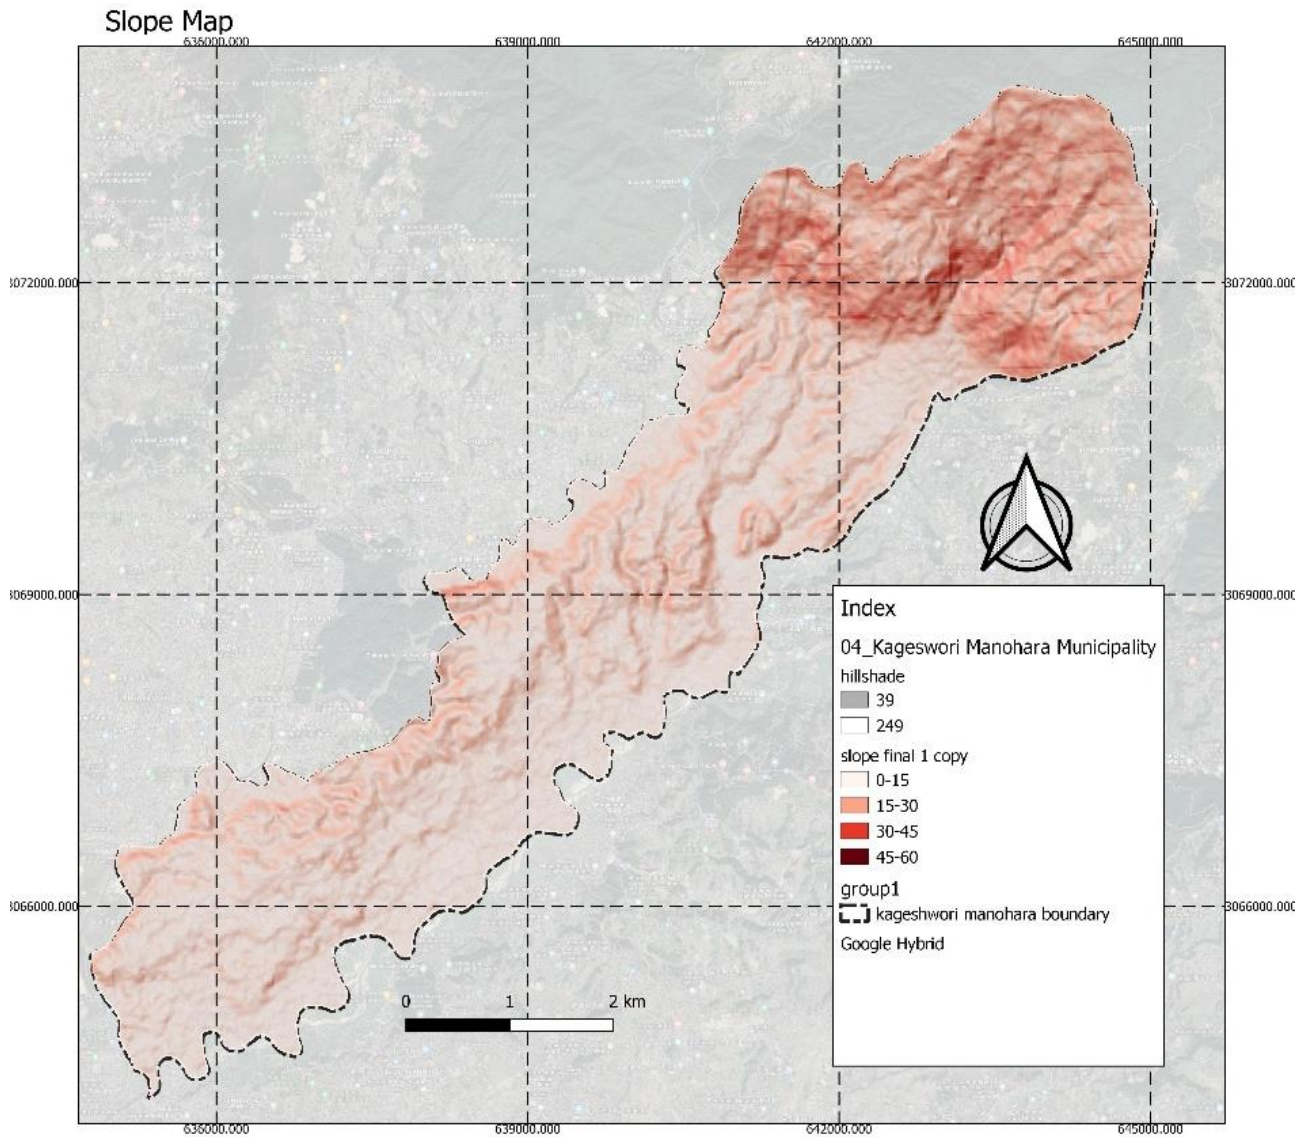 Slope Map
636000.000 639000.000 642000.000 645000.000
3072000.000 3072000.000
3069000.000 3069000.000
3066000.000 3066000.000
Index
04_Kageswori Manohara Municipality
hillshade
39
249
slope final 1 copy
0-15
15-30
30-45
45-60
group1
kageshwori manohara boundary
Google Hybrid
0 1 2 km
636000.000 639000.000 642000.000 645000.000